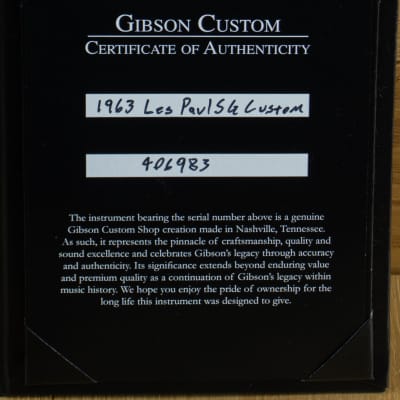 GIBSON CUSTOM
CERTIFICATE OF AUTHENTICITY
1963 Les Paul SG Custom
406983
The instrument bearing the serial number above is a genuine
Gibson Custom Shop creation made in Nashville, Tennessee.
As such, it represents the pinnacle of craftsmanship, quality and
sound excellence and celebrates Gibson's legacy through accuracy
and authenticity. Its significance extends beyond enduring value
and premium quality as a continuation of Gibson's legacy within
music history. We hope you enjoy the pride of ownership for the
long life this instrument was designed to give.